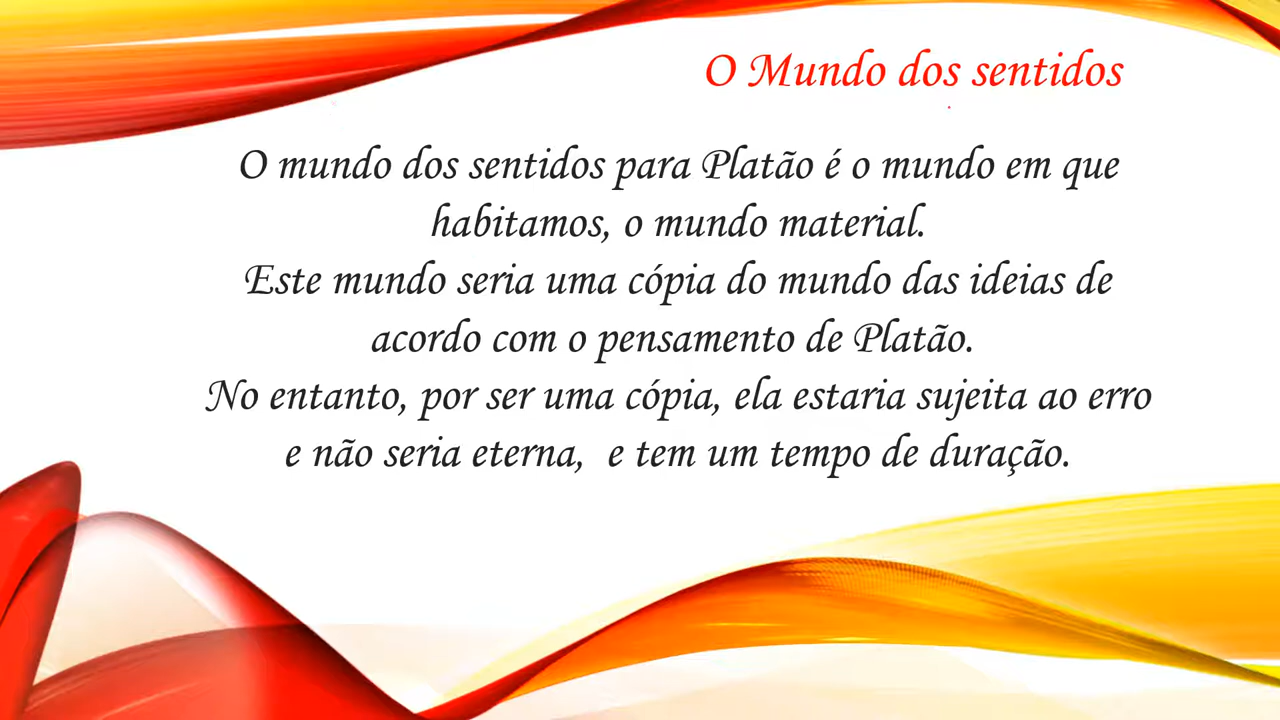 O Mundo dos sentidos
O mundo dos sentidos para Platão é o mundo em que
habitamos, o mundo material.
Este mundo seria uma cópia do mundo das ideias de
acordo com o pensamento de Platão.
No entanto, por ser uma cópia, ela estaria sujeita ao erro
e não seria eterna,  e tem um tempo de duração.